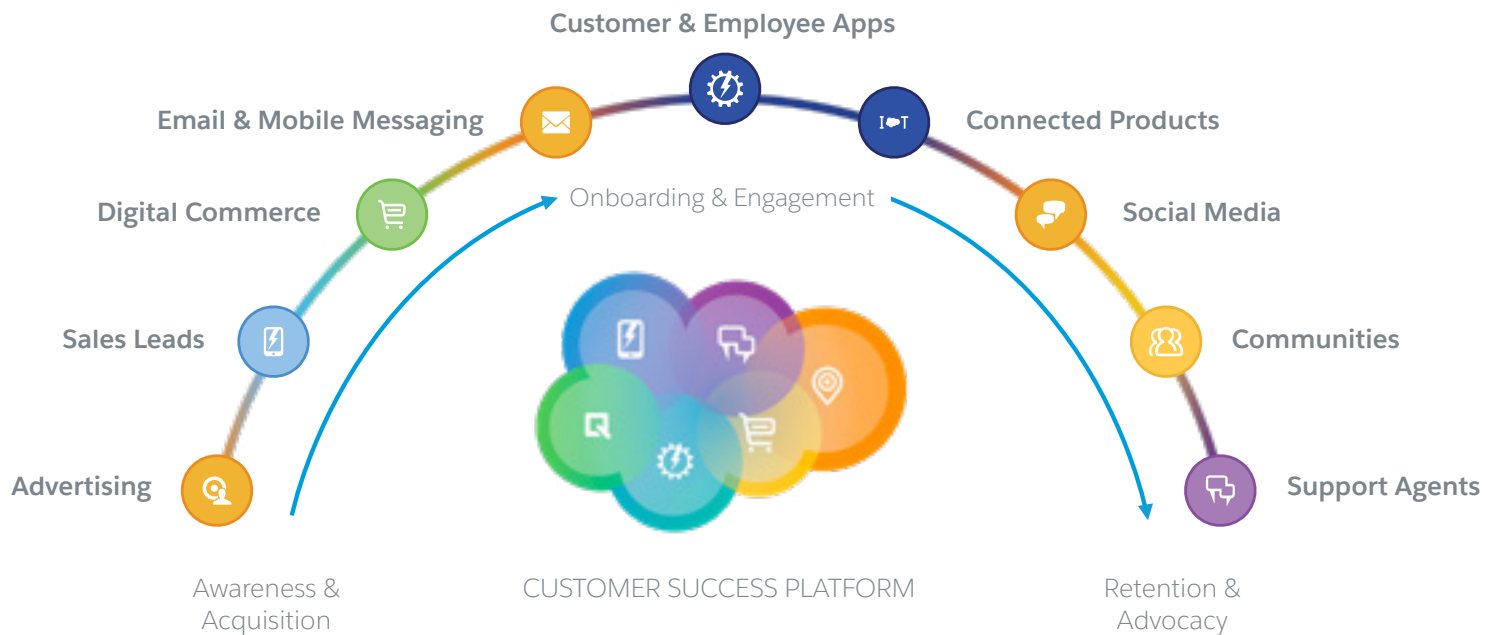 Customer & Employee Apps
Email & Mobile Messaging
IoT
Connected Products
Onboarding & Engagement
Digital Commerce
Social Media
Sales Leads
Communities
Advertising
Support Agents
Awareness &
Acquisition
CUSTOMER SUCCESS PLATFORM
Retention &
Advocacy